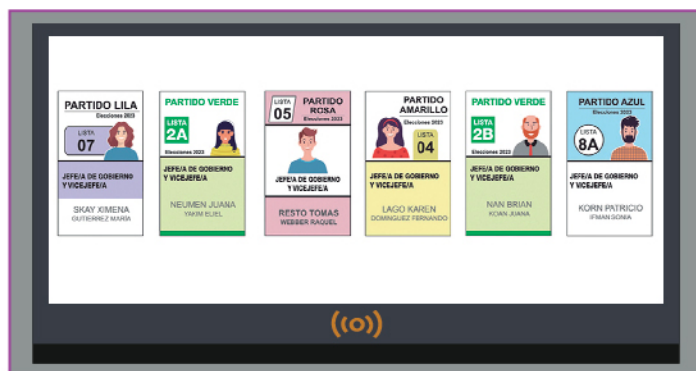 PARTIDO LILA
Elecciones 2023
LISTA
07
JEFE/A DE GOBIERNO
Y VICEJEFE/A
SKAY XIMENA
GUTIERREZ MARÍA
PARTIDO VERDE
LISTA
2A
Elecciones 2023
JEFE/A DE GOBIERNO
Y VICEJEFE/A
NEUMEN JUANA
YAKIM ELIEL
LISTA
05
PARTIDO
ROSA
Elecciones 2023
JEFE/A DE GOBIERNO
Y VICEJEFE/A
RESTO TOMAS
WEBBER RAQUEL
PARTIDO
AMARILLO
Elecciones 2023
LISTA
04
JEFE/A DE GOBIERNO
Y VICEJEFE/A
LAGO KAREN
DOMINGUEZ FERNANDO
PARTIDO VERDE
LISTA
2B
Elecciones 2023
JEFE/A DE GOBIERNO
Y VICEJEFE/A
NAN BRIAN
KOAN JUANA
PARTIDO AZUL
Elecciones 2023
LISTA
8A
JEFE/A DE GOBIERNO
Y VICEJEFE/A
KORN PATRICIO
IFMAN SONIA